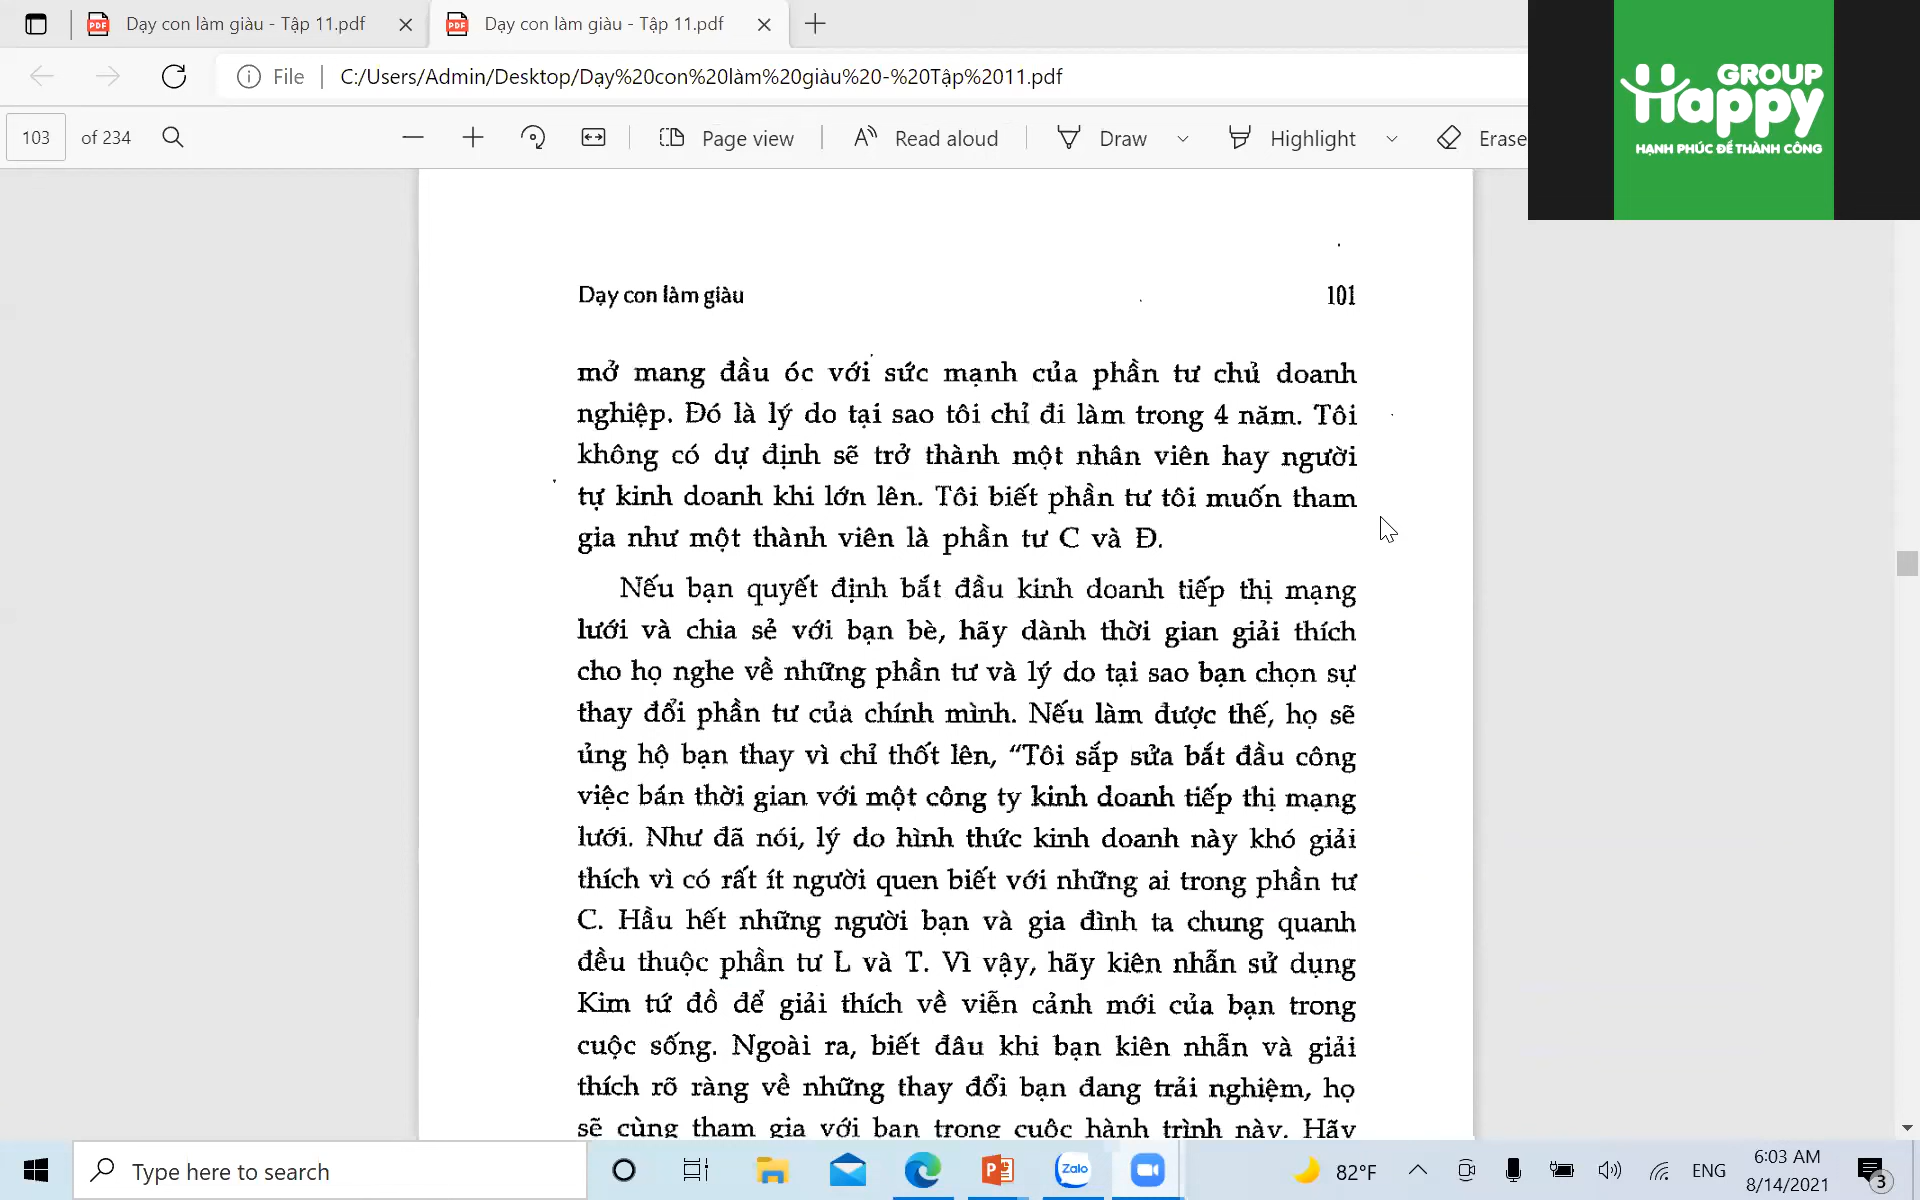 Dạy con làm giàu - Tập 11.pdf
Dạy con làm giàu - Tập 11.pdf
File
C:/Users/Admin/Desktop/Dạy%20con%20làm%20giàu%20-%20Tập%2011.pdf
103 of 234
Page view
Read aloud
Draw
Highlight
Erase
GROUP
Happy
HẠNH PHÚC ĐỂ THÀNH CÔNG
Dạy con làm giàu 101
mở mang đầu óc với sức mạnh của phần tư chủ doanh
nghiệp. Đó là lý do tại sao tôi chỉ đi làm trong 4 năm. Tôi
không có dự định sẽ trở thành một nhân viên hay người
tự kinh doanh khi lớn lên. Tôi biết phần tư tôi muốn tham
gia như một thành viên là phần tư C và Đ.
Nếu bạn quyết định bắt đầu kinh doanh tiếp thị mạng
lưới và chia sẻ với bạn bè, hãy dành thời gian giải thích
cho họ nghe về những phần tư và lý do tại sao bạn chọn sự
thay đổi phần tư của chính mình. Nếu làm được thế, họ sẽ
ủng hộ bạn thay vì chỉ thốt lên, “Tôi sắp sửa bắt đầu công
việc bán thời gian với một công ty kinh doanh tiếp thị mạng
lưới. Như đã nói, lý do hình thức kinh doanh này khó giải
thích vì có rất ít người quen biết với những ai trong phần tư
C. Hầu hết những người bạn và gia đình ta chung quanh
đều thuộc phần tư L và T. Vì vậy, hãy kiên nhẫn sử dụng
Kim tứ đồ để giải thích về viễn cảnh mới của bạn trong
cuộc sống. Ngoài ra, biết đâu khi bạn kiên nhẫn và giải
thích rõ ràng về những thay đổi bạn đang trải nghiệm, họ
sẽ cùng tham gia với bạn trong cuộc hành trình này. Hãy
Type here to search
Zalo
82°F
ENG
6:03 AM
8/14/2021
3